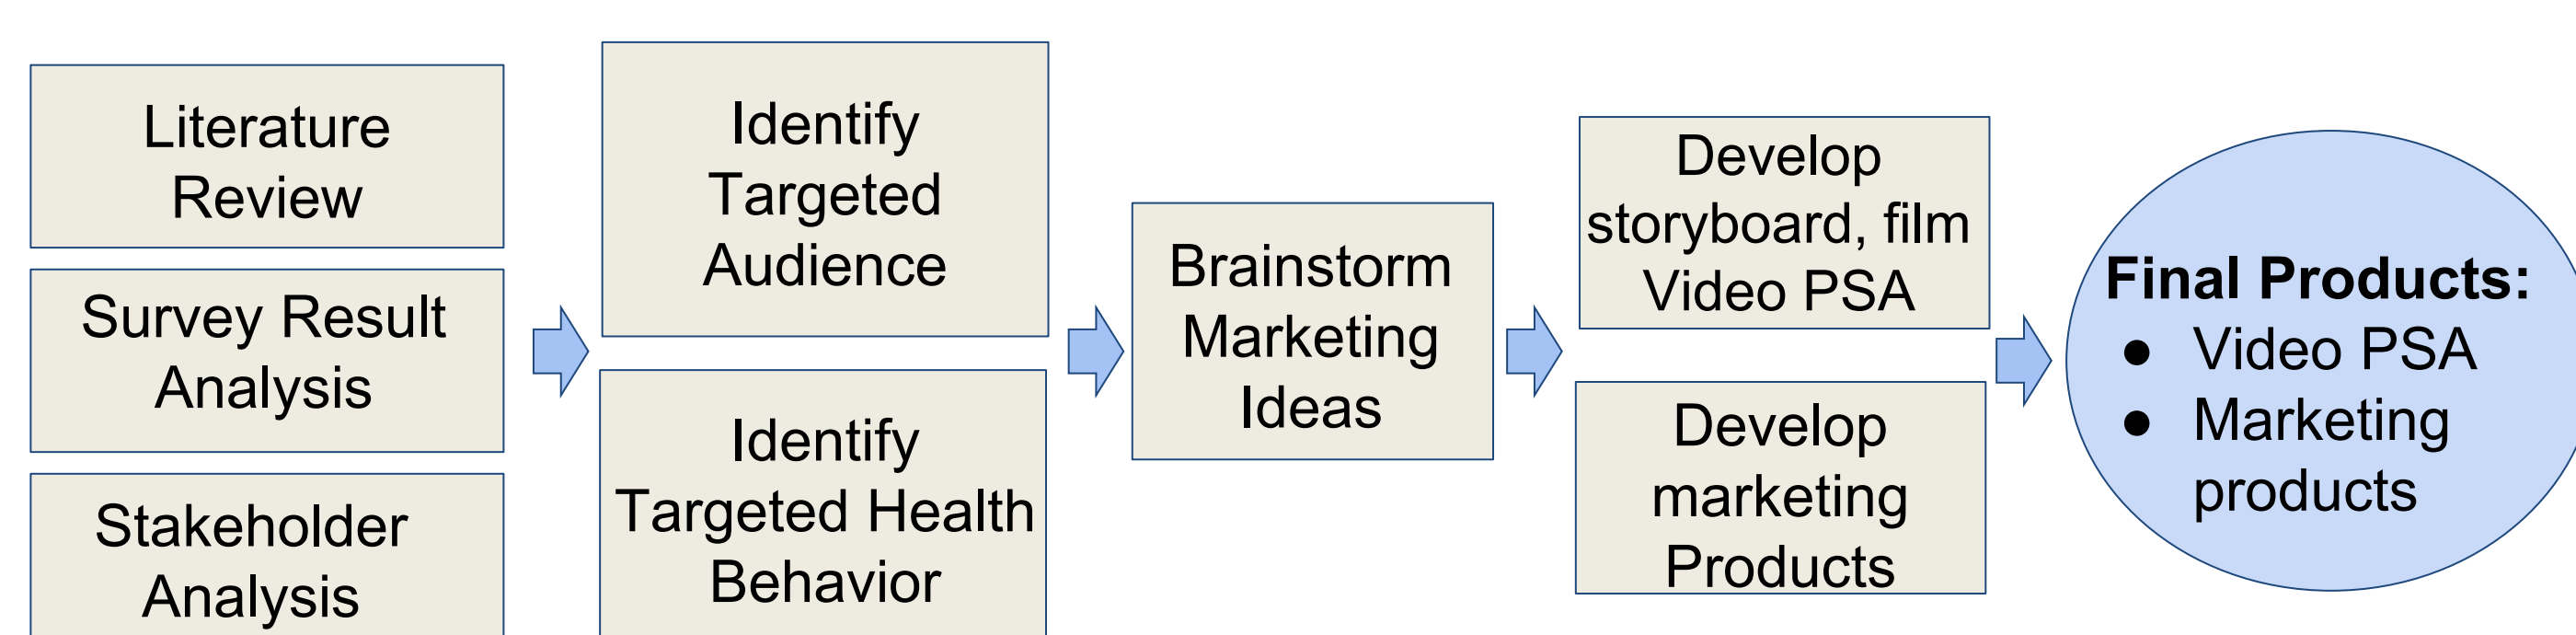 Literature
Review
Survey Result
Analysis
Stakeholder
Analysis
Identify
Targeted
Audience
Identify
Targeted Health
Behavior
Brainstorm
Marketing
Ideas
Develop
storyboard, film
Video PSA
Develop
marketing
Products
Final Products:
● Video PSA
● Marketing
products